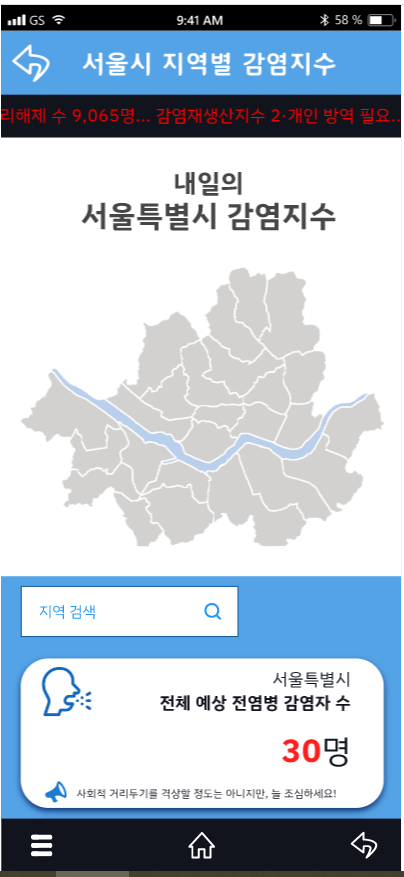 GS 9:41 AM 58 %
서울시 지역별 감염지수
리해제 수 9,065명... 감염재생산지수 2·개인 방역 필요..
내일의
서울특별시 감염지수
지역 검색
서울특별시
전체 예상 전염병 감염자 수
30명
사회적 거리두기를 격상할 정도는 아니지만, 늘 조심하세요!